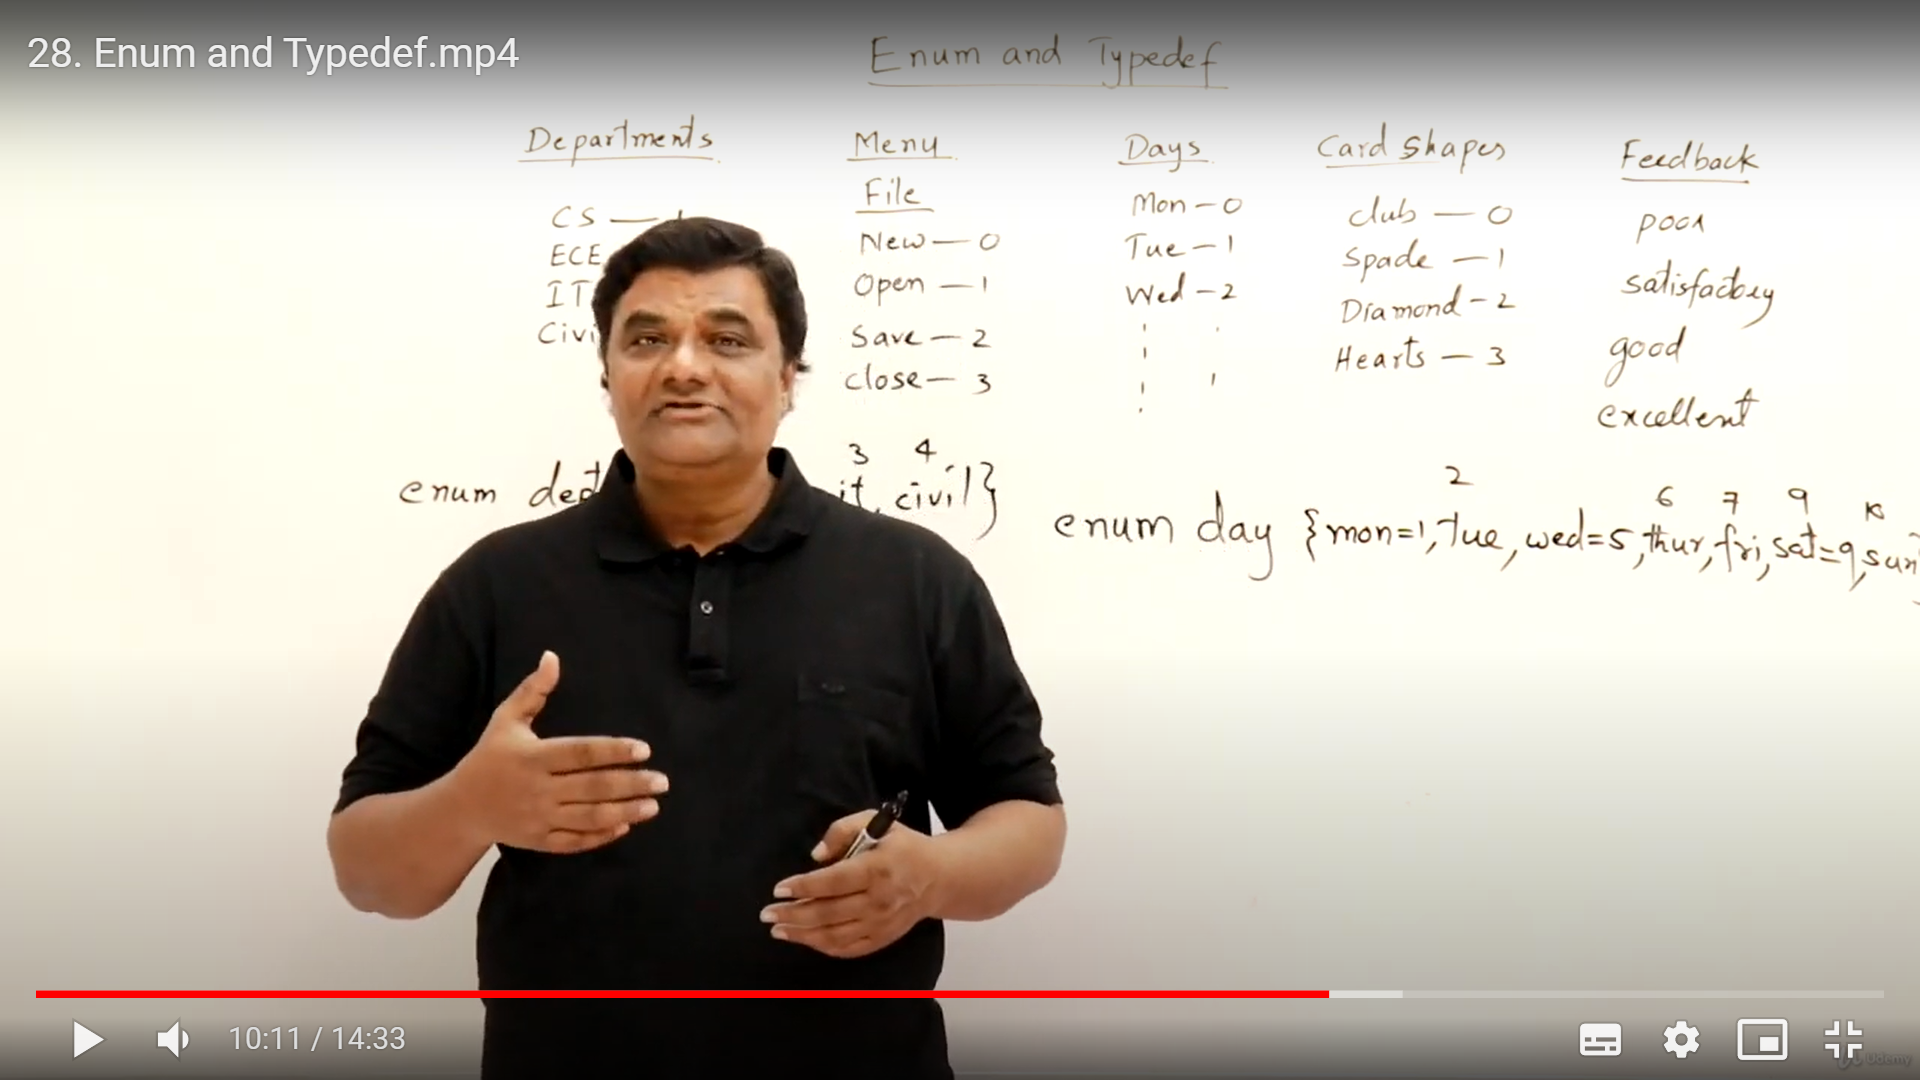 28. Enum and Typedef.mp4
Enum and Typedef
Departments
CS — 1
ECE
IT
Civi
Menu
File
New — 0
Open — 1
Save — 2
close — 3
Days
Mon — 0
Tue — 1
Wed — 2
Card Shapes
club — 0
Spade — 1
Diamond — 2
Hearts — 3
Feedback
poor
satisfactory
good
excellent
3 4
enum dept it, civil}
2 6 7 9 10
enum day {mon=1, Tue, wed=5, thur, fri, sat=9, sun}
10:11 / 14:33
Udemy